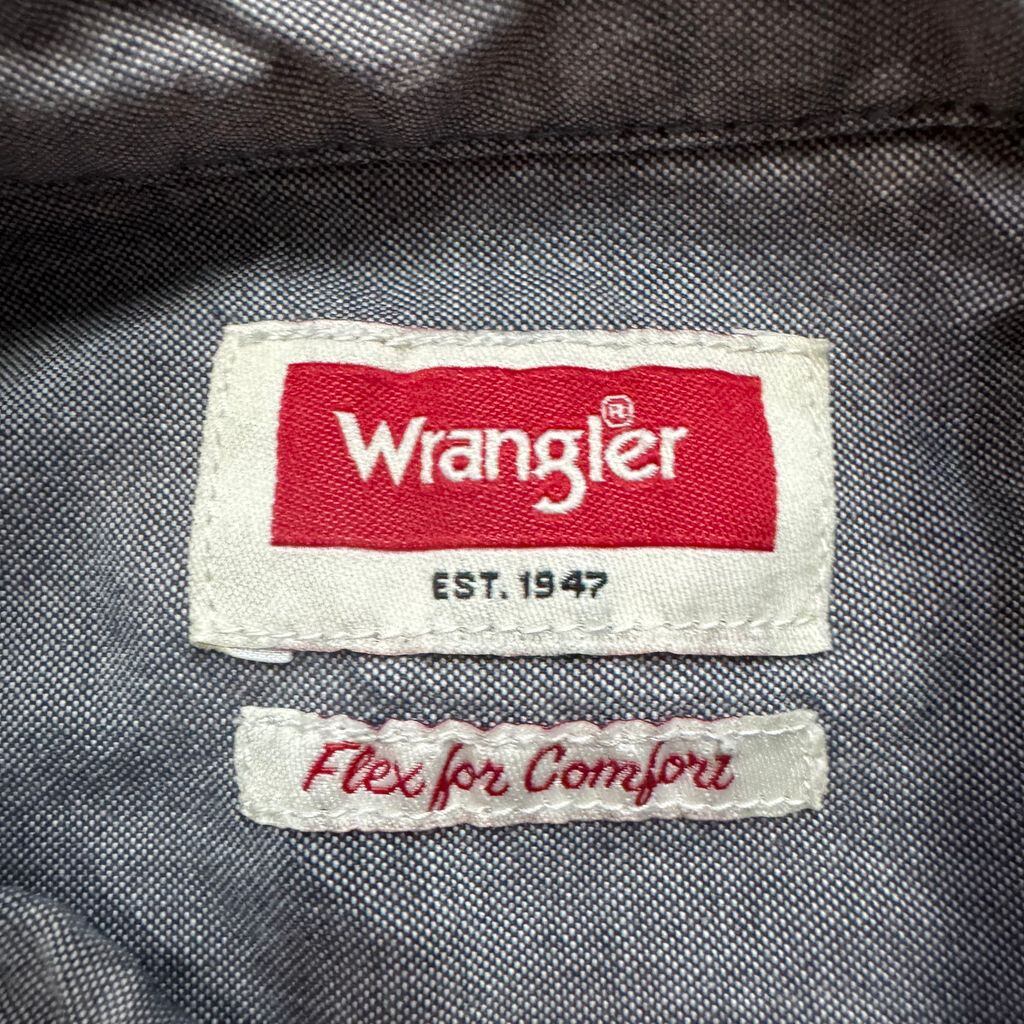 Wrangler®
EST. 1947
Flex for Comfort